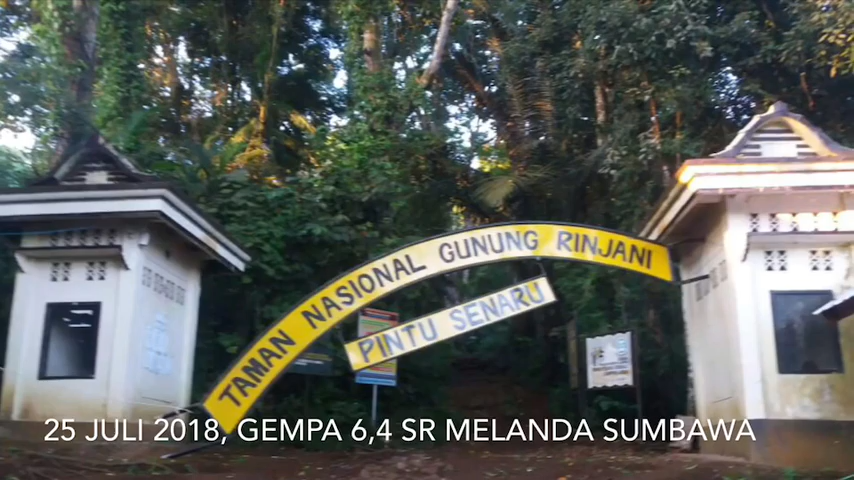 TAMAN NASIONAL GUNUNG RINJANI
PINTU SENARU
25 JULI 2018, GEMPA 6,4 SR MELANDA SUMBAWA